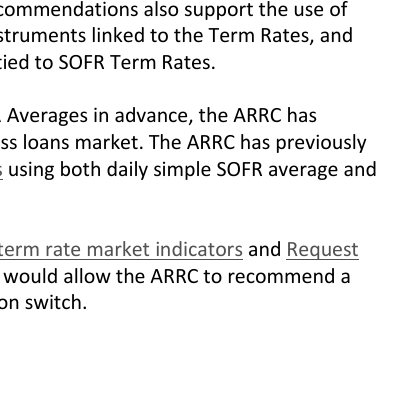 commendations also support the use of
struments linked to the Term Rates, and
tied to SOFR Term Rates.
Averages in advance, the ARRC has
ss loans market. The ARRC has previously
using both daily simple SOFR average and
term rate market indicators and Request
would allow the ARRC to recommend a
on switch.